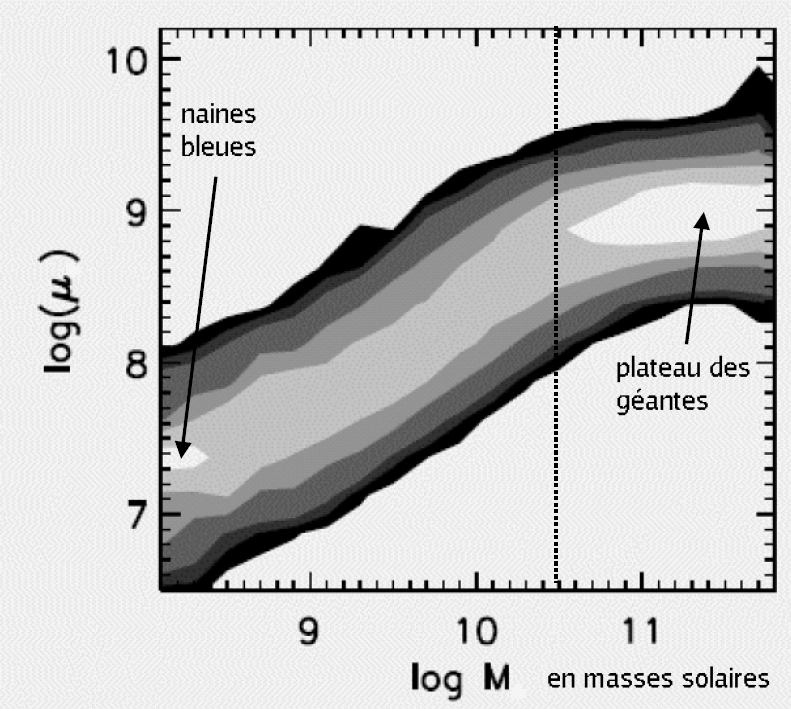 10
naines
bleues
9
log(μ)
8
plateau des
géantes
7
9 10 11
log M en masses solaires